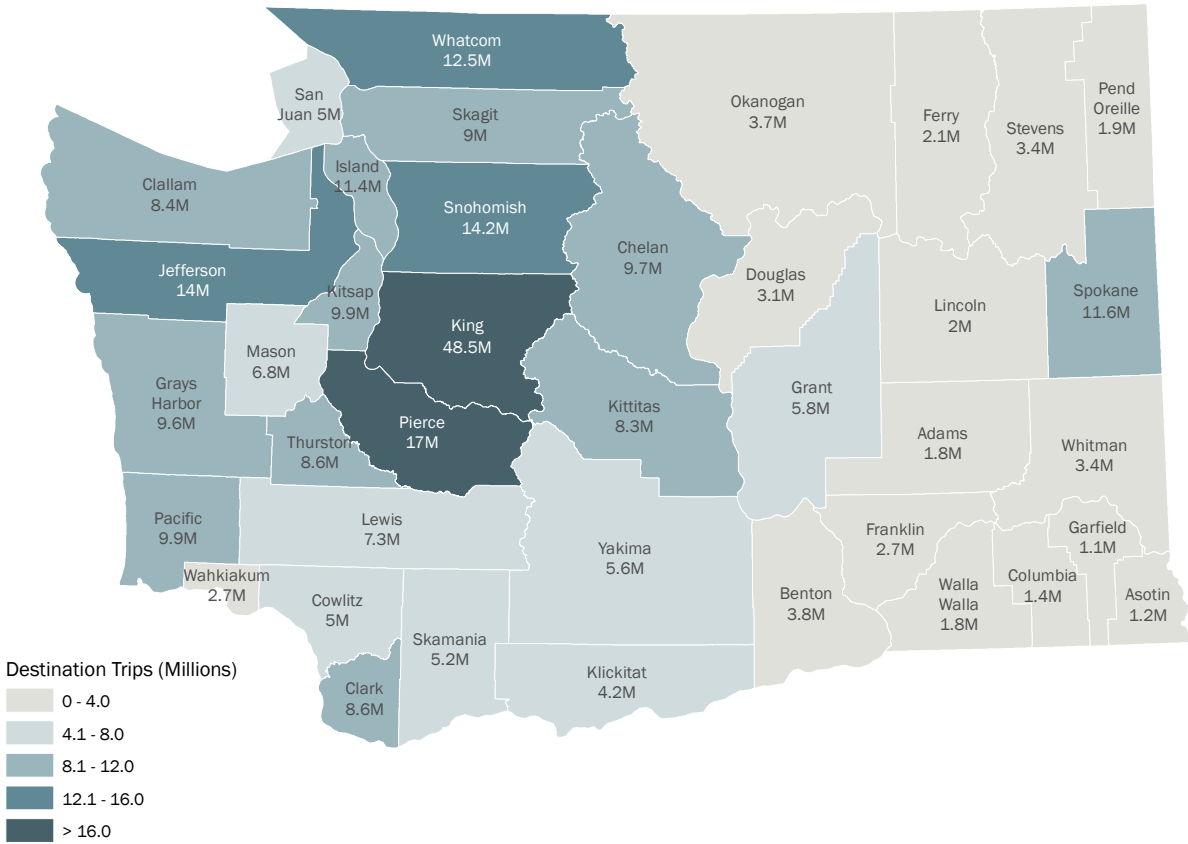 Whatcom
12.5M
San
Juan 5M
Skagit
9M
Okanogan
3.7M
Ferry
2.1M
Stevens
3.4M
Pend
Oreille
1.9M
Clallam
8.4M
Island
11.4M
Snohomish
14.2M
Chelan
9.7M
Douglas
3.1M
Jefferson
14M
Kitsap
9.9M
King
48.5M
Lincoln
2M
Spokane
11.6M
Mason
6.8M
Grays
Harbor
9.6M
Thurston
8.6M
Pierce
17M
Kittitas
8.3M
Grant
5.8M
Adams
1.8M
Whitman
3.4M
Pacific
9.9M
Lewis
7.3M
Yakima
5.6M
Franklin
2.7M
Garfield
1.1M
Wahkiakum
2.7M
Cowlitz
5M
Skamania
5.2M
Benton
3.8M
Walla
Walla
1.8M
Columbia
1.4M
Asotin
1.2M
Clark
8.6M
Klickitat
4.2M
Destination Trips (Millions)
0 - 4.0
4.1 - 8.0
8.1 - 12.0
12.1 - 16.0
> 16.0